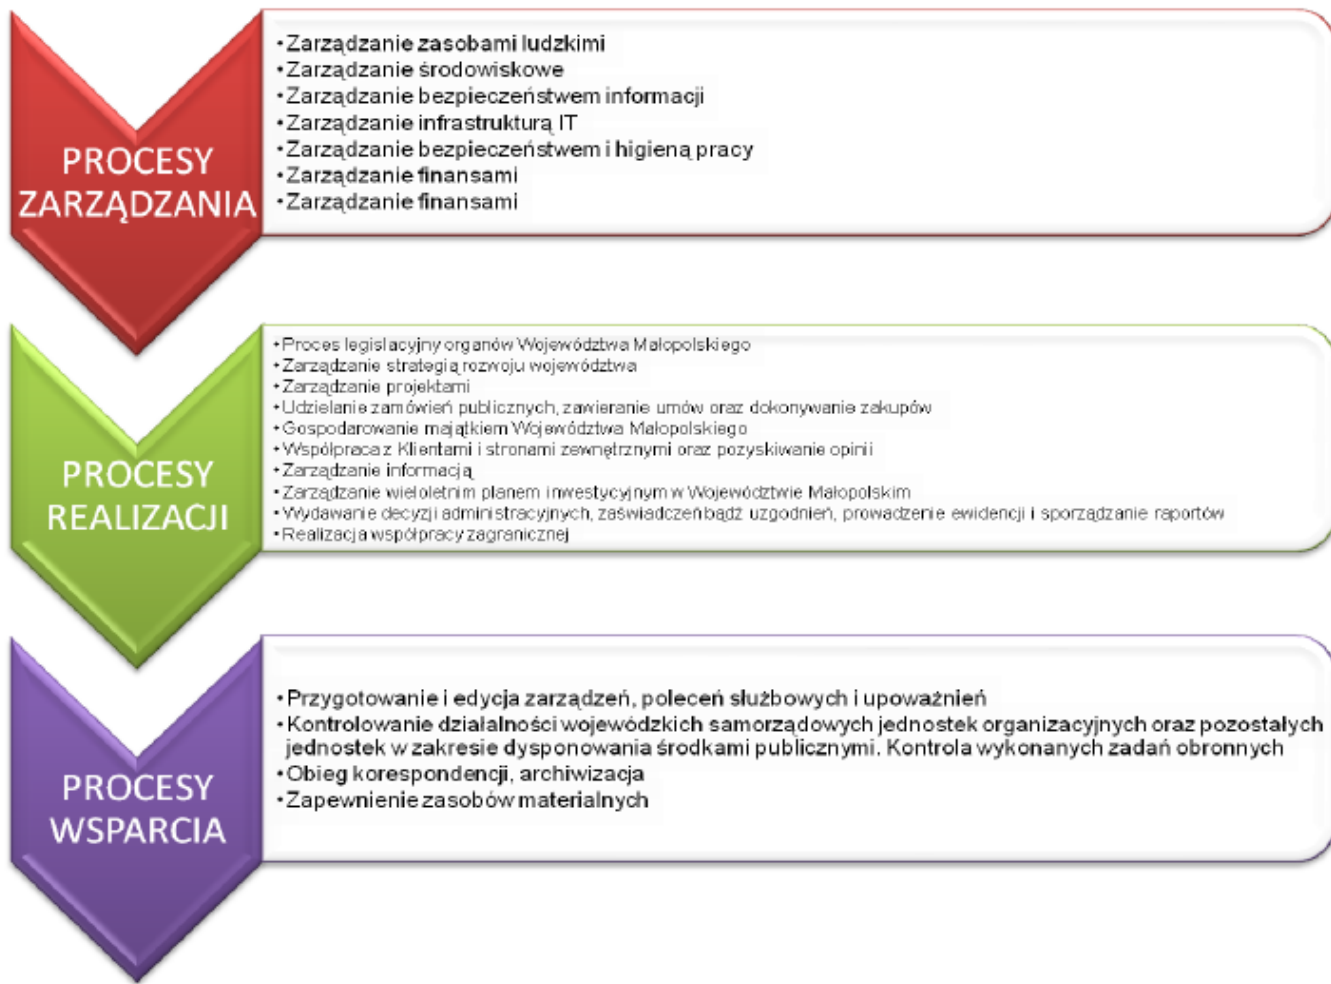 PROCESY
ZARZĄDZANIA
•Zarządzanie zasobami ludzkimi
•Zarządzanie środowiskowe
•Zarządzanie bezpieczeństwem informacji
•Zarządzanie infrastrukturą IT
•Zarządzanie bezpieczeństwem i higieną pracy
•Zarządzanie finansami
•Zarządzanie finansami
PROCESY
REALIZACJI
•Proces legislacyjny organów Województwa Małopolskiego
•Zarządzanie strategią rozwoju województwa
•Zarządzanie projektami
•Udzielanie zamówień publicznych, zawieranie umów oraz dokonywanie zakupów
•Gospodarowanie majątkiem Województwa Małopolskiego
•Współpraca z Klientami i stronami zewnętrznymi oraz pozyskiwanie opinii
•Zarządzanie informacją
•Zarządzanie wieloletnim planem inwestycyjnym w Województwie Małopolskim
•Wydawanie decyzji administracyjnych, zaświadczeń bądź uzgodnień, prowadzenie ewidencji i sporządzanie raportów
•Realizacja współpracy zagranicznej
PROCESY
WSPARCIA
•Przygotowanie i edycja zarządzeń, poleceń służbowych i upoważnień
•Kontrolowanie działalności wojewódzkich samorządowych jednostek organizacyjnych oraz pozostałych
jednostek w zakresie dysponowania środkami publicznymi. Kontrola wykonanych zadań obronnych
•Obieg korespondencji, archiwizacja
•Zapewnienie zasobów materialnych